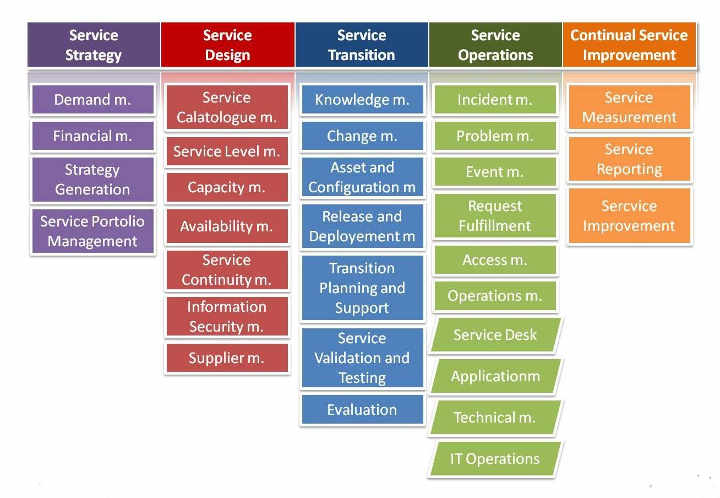 Service
Strategy
Demand m.
Financial m.
Strategy
Generation
Service Portolio
Management
Service
Design
Service
Calatologue m.
Service Level m.
Capacity m.
Availability m.
Service
Continuity m.
Information
Security m.
Supplier m.
Service
Transition
Knowledge m.
Change m.
Asset and
Configuration m
Release and
Deployement m
Transition
Planning and
Support
Service
Validation and
Testing
Evaluation
Service
Operations
Incident m.
Problem m.
Event m.
Request
Fulfillment
Access m.
Operations m.
Service Desk
Applicationm
Technical m.
IT Operations
Continual Service
Improvement
Service
Measurement
Service
Reporting
Sercvice
Improvement